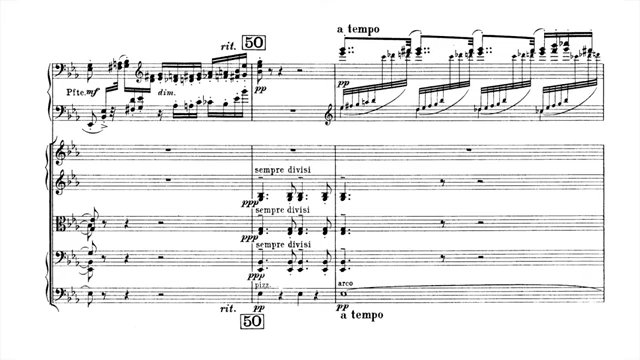 rit. 50 a tempo
Pfte. mf dim. pp pp
sempre divisi
ppp sempre divisi
ppp sempre divisi
ppp pizz. arco
rit. pp pp
50 a tempo